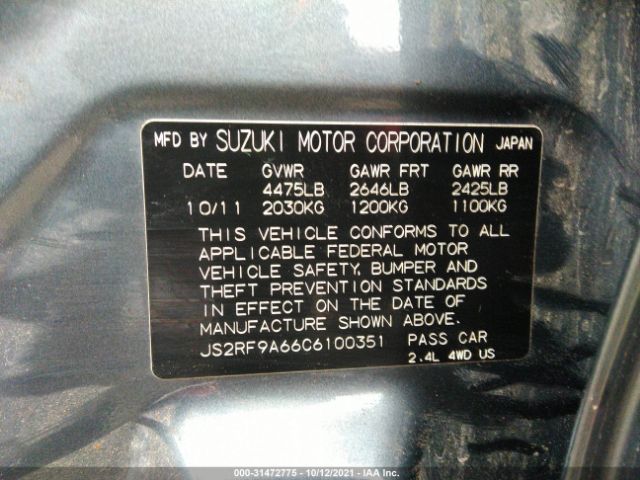 MFD BY SUZUKI MOTOR CORPORATION JAPAN
DATE GVWR GAWR FRT GAWR RR
4475LB 2646LB 2425LB
10/11 2030KG 1200KG 1100KG
THIS VEHICLE CONFORMS TO ALL
APPLICABLE FEDERAL MOTOR
VEHICLE SAFETY, BUMPER AND
THEFT PREVENTION STANDARDS
IN EFFECT ON THE DATE OF
MANUFACTURE SHOWN ABOVE.
JS2RF9A66C6100351 PASS CAR
2.4L 4WD US
000-31472775 - 10/12/2021 - IAA Inc.